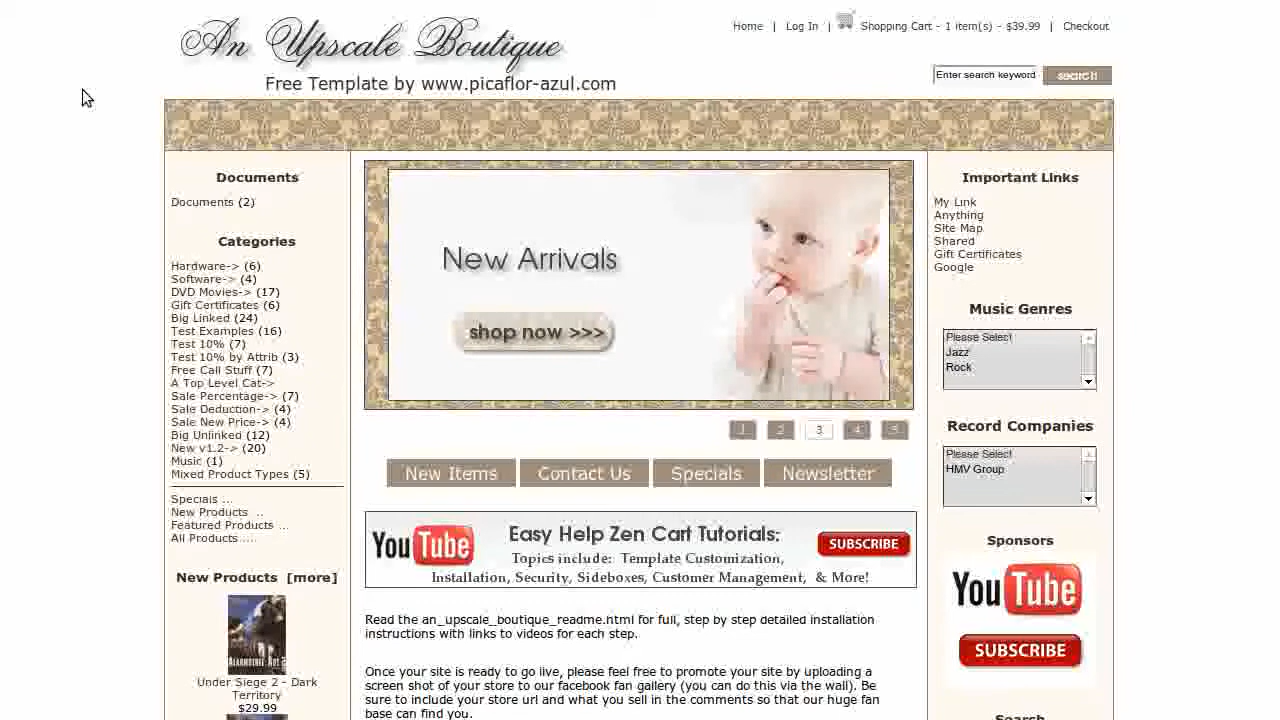 An Upscale Boutique
Free Template by www.picaflor-azul.com
Home | Log In | Shopping Cart - 1 item(s) - $39.99 | Checkout
Enter search keyword
search
Documents
Documents (2)
Categories
Hardware-> (6)
Software-> (4)
DVD Movies-> (17)
Gift Certificates (6)
Big Linked (24)
Test Examples (16)
Test 10% (7)
Test 10% by Attrib (3)
Free Call Stuff (7)
A Top Level Cat->
Sale Percentage-> (7)
Sale Deduction-> (4)
Sale New Price-> (4)
Big Unlinked (12)
New v1.2-> (20)
Music (1)
Mixed Product Types (5)
Specials ...
New Products ...
Featured Products ...
All Products .....
New Products [more]
ALARMSTUFE: ROT 2
Under Siege 2 - Dark
Territory
$29.99
New Arrivals
shop now >>>
1
2
3
4
5
New Items
Contact Us
Specials
Newsletter
YouTube
Easy Help Zen Cart Tutorials:
Topics include: Template Customization,
Installation, Security, Sideboxes, Customer Management, & More!
SUBSCRIBE
Read the an_upscale_boutique_readme.html for full, step by step detailed installation
instructions with links to videos for each step.
Once your site is ready to go live, please feel free to promote your site by uploading a
screen shot of your store to our facebook fan gallery (you can do this via the wall). Be
sure to include your store url and what you sell in the comments so that our huge fan
base can find you.
Important Links
My Link
Anything
Site Map
Shared
Gift Certificates
Google
Music Genres
Please Select
Jazz
Rock
Record Companies
Please Select
HMV Group
Sponsors
YouTube
SUBSCRIBE
Search